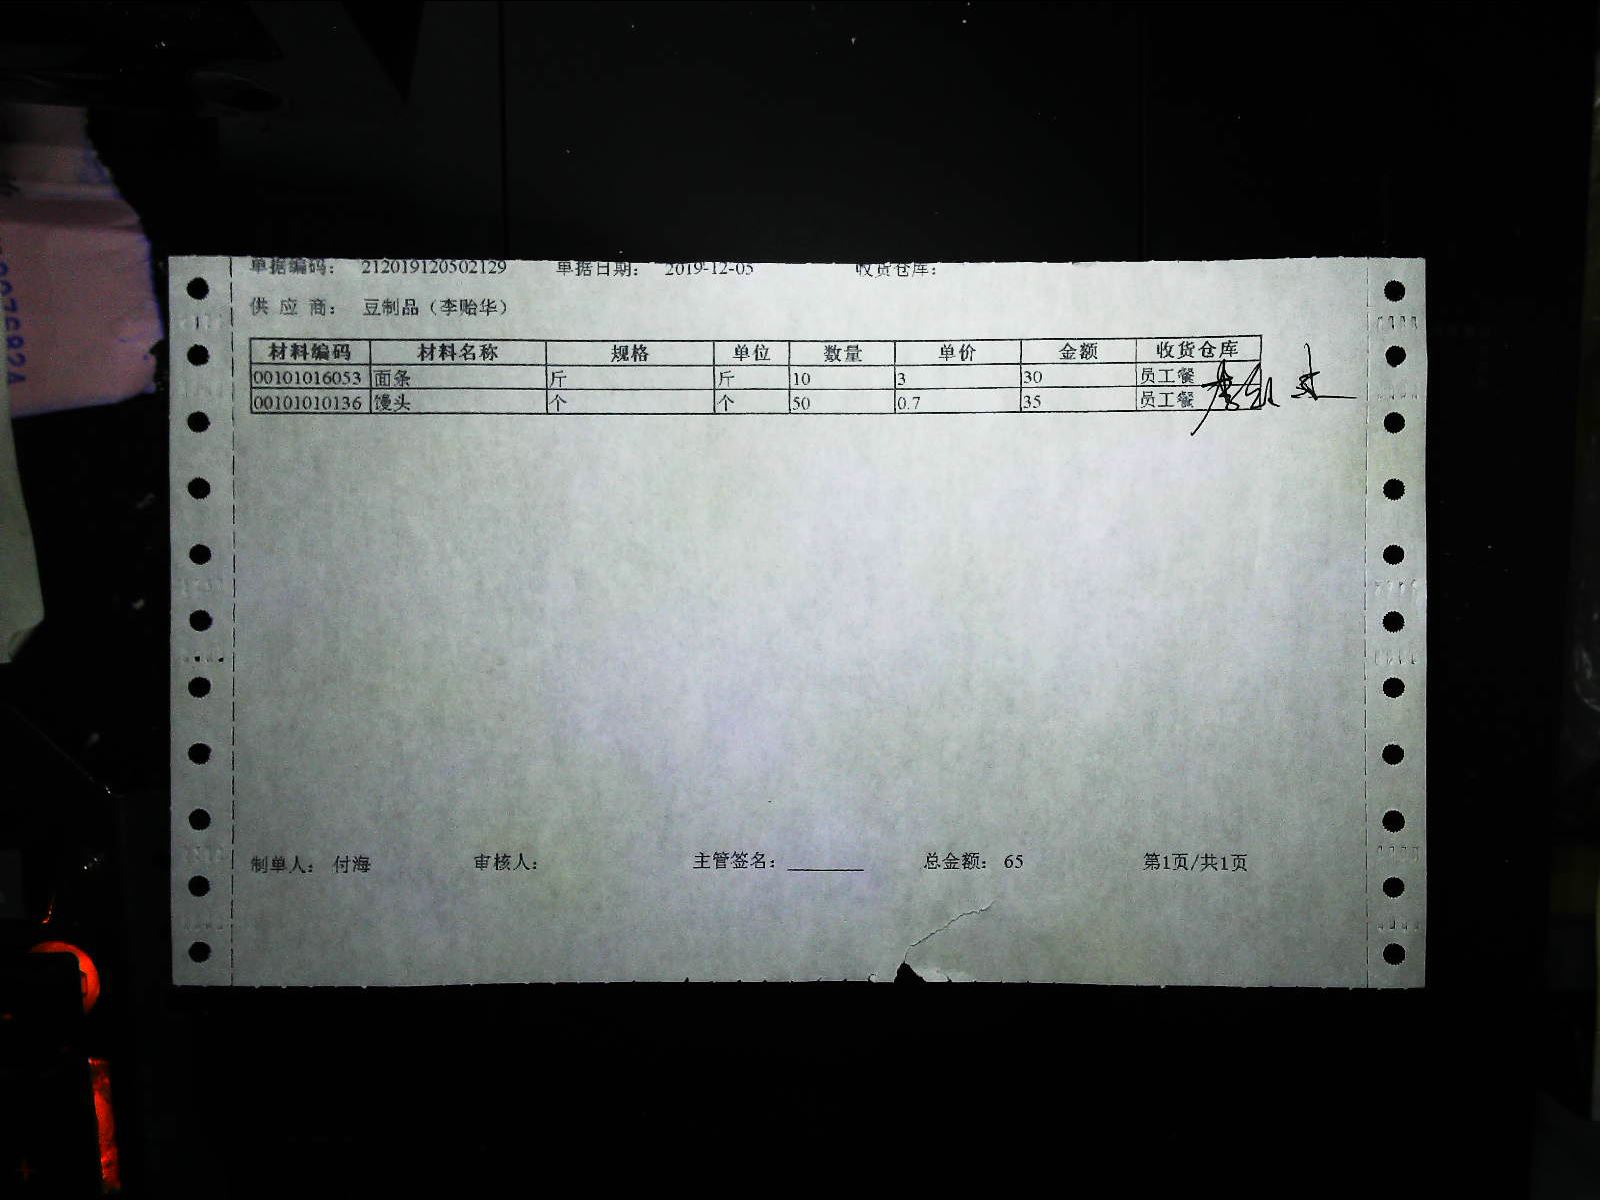 单据编码： 212019120502129 单据日期： 2019-12-05 收货仓库：
供 应 商： 豆制品（李贻华）
材料编码 材料名称 规格 单位 数量 单价 金额 收货仓库
00101016053 面条 斤 斤 10 3 30 员工餐
00101010136 馒头 个 个 50 0.7 35 员工餐
制单人： 付海 审核人： 主管签名： 总金额： 65 第1页/共1页